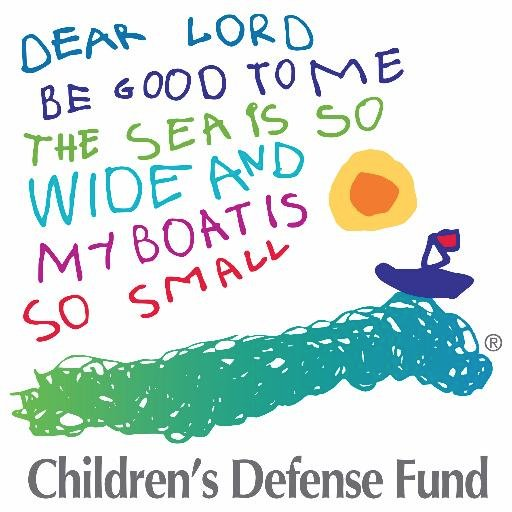 DEAR LORD
BE GOOD TO ME
THE SEA IS SO
WIDE AND
MY BOAT IS
SO SMALL
®
Children's Defense Fund